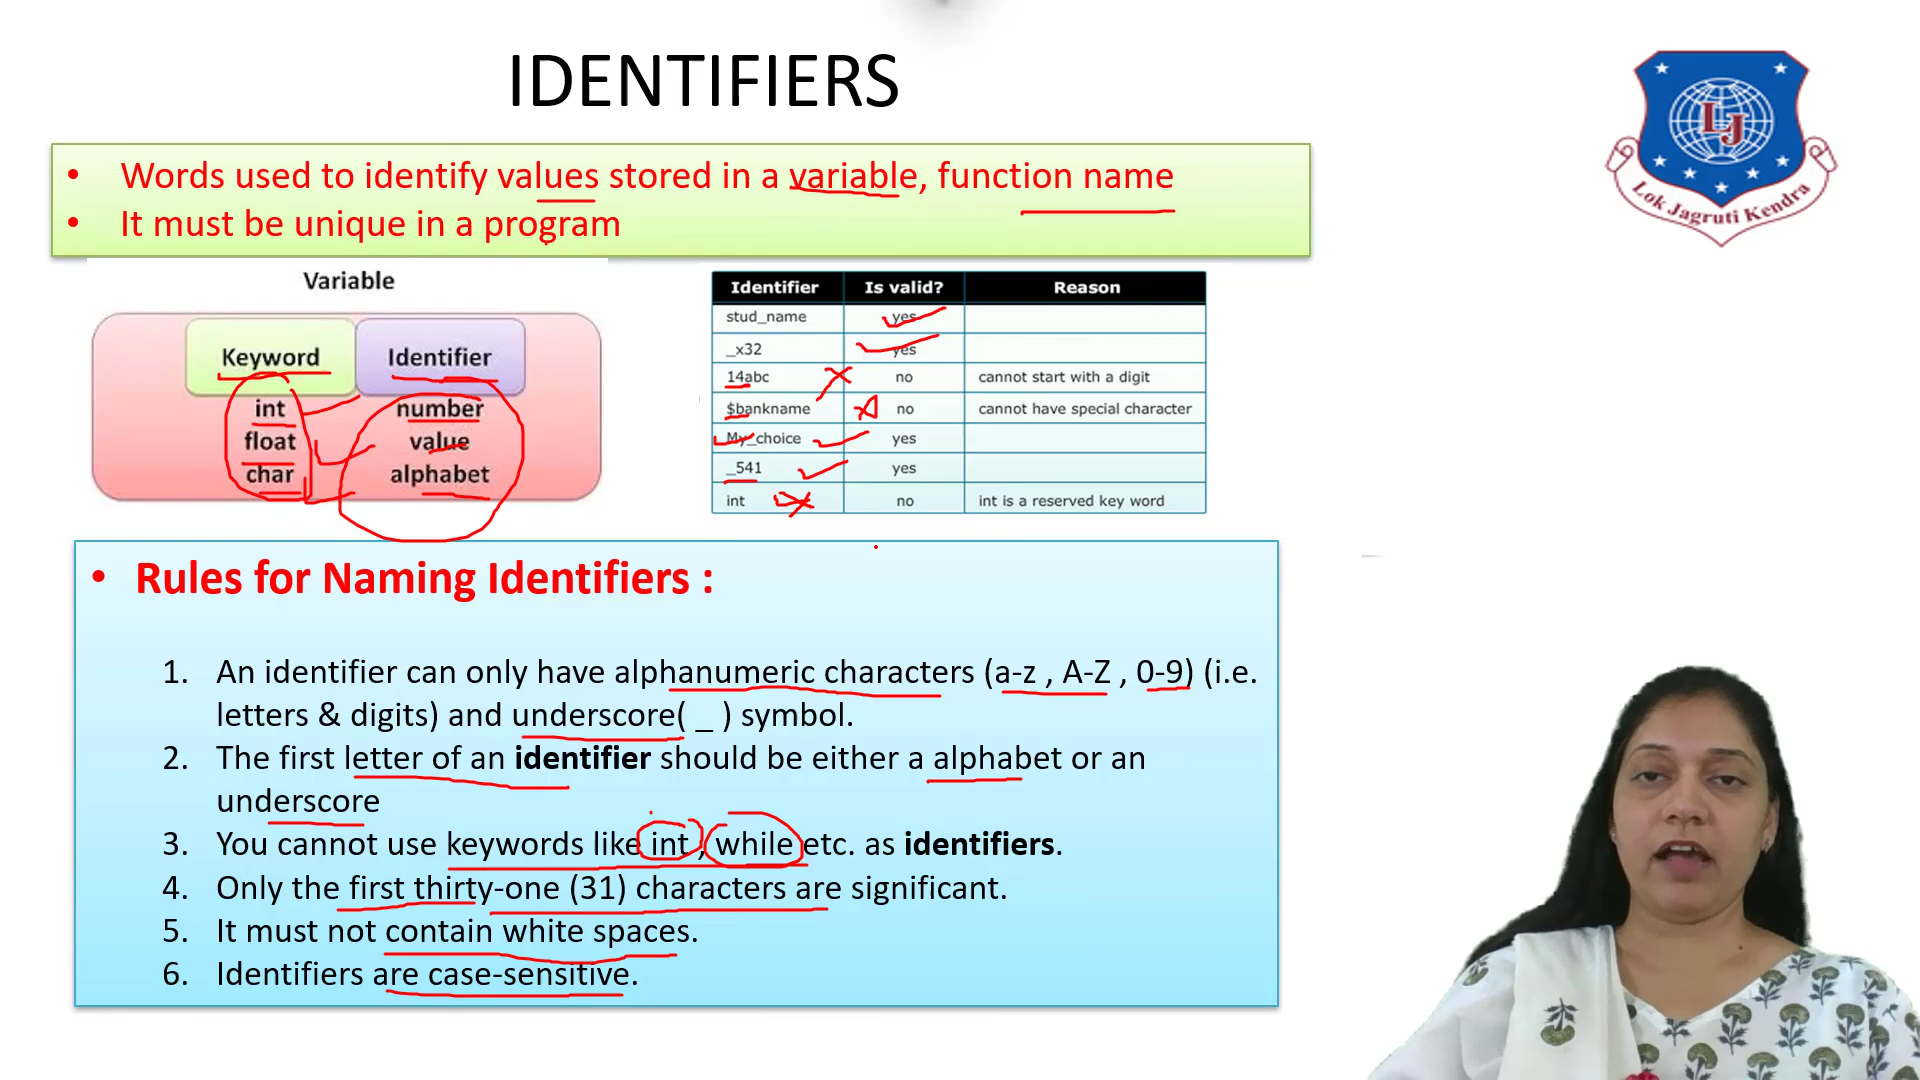 IDENTIFIERS
• Words used to identify values stored in a variable, function name
• It must be unique in a program
Variable
Keyword Identifier
int number
float value
char alphabet
Identifier Is valid? Reason
stud_name yes
_x32 yes
14abc no cannot start with a digit
$bankname no cannot have special character
My_choice yes
_541 yes
int no int is a reserved key word
• Rules for Naming Identifiers :
1. An identifier can only have alphanumeric characters (a-z , A-Z , 0-9) (i.e.
letters & digits) and underscore( _ ) symbol.
2. The first letter of an identifier should be either a alphabet or an
underscore
3. You cannot use keywords like int , while etc. as identifiers.
4. Only the first thirty-one (31) characters are significant.
5. It must not contain white spaces.
6. Identifiers are case-sensitive.
LJ
Lok Jagruti Kendra